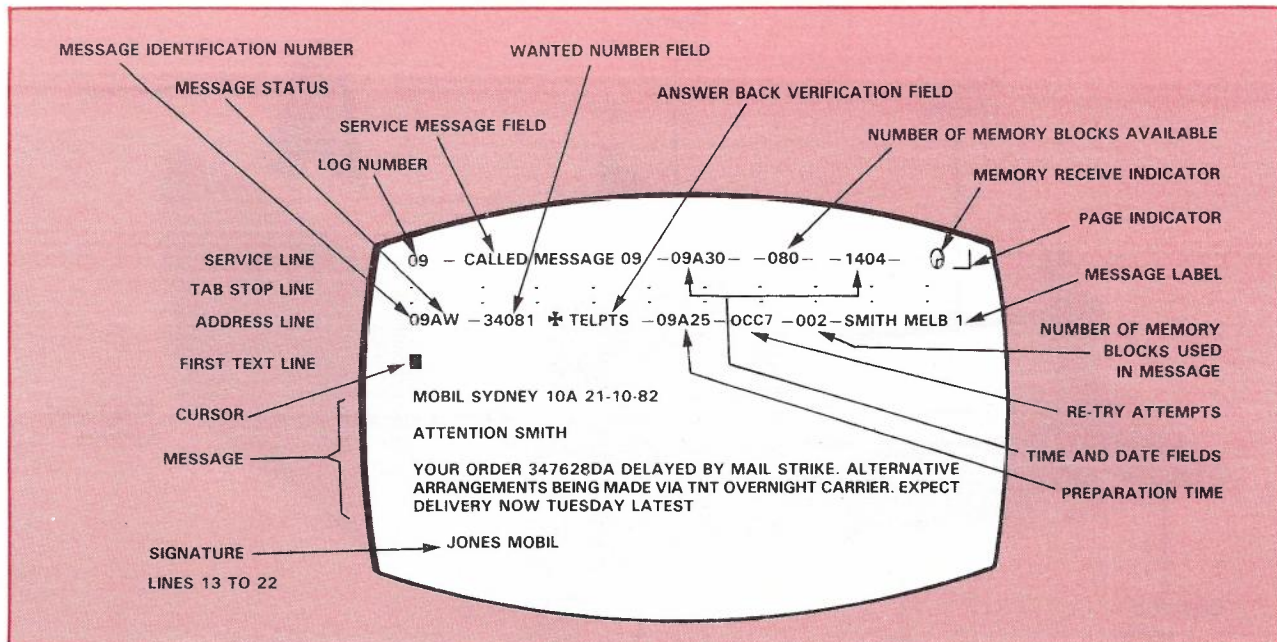 MESSAGE IDENTIFICATION NUMBER
WANTED NUMBER FIELD
MESSAGE STATUS
ANSWER BACK VERIFICATION FIELD
SERVICE MESSAGE FIELD
NUMBER OF MEMORY BLOCKS AVAILABLE
LOG NUMBER
MEMORY RECEIVE INDICATOR
PAGE INDICATOR
SERVICE LINE
09 – CALLED MESSAGE 09 –09A30– –080– –1404–
TAB STOP LINE
MESSAGE LABEL
ADDRESS LINE
09AW –34081 ✠ TELPTS –09A25–OCC7 –002–SMITH MELB 1
NUMBER OF MEMORY
BLOCKS USED
IN MESSAGE
FIRST TEXT LINE
CURSOR
MOBIL SYDNEY 10A 21-10-82
RE-TRY ATTEMPTS
ATTENTION SMITH
MESSAGE
TIME AND DATE FIELDS
YOUR ORDER 347628DA DELAYED BY MAIL STRIKE. ALTERNATIVE
ARRANGEMENTS BEING MADE VIA TNT OVERNIGHT CARRIER. EXPECT
DELIVERY NOW TUESDAY LATEST
PREPARATION TIME
SIGNATURE
JONES MOBIL
LINES 13 TO 22